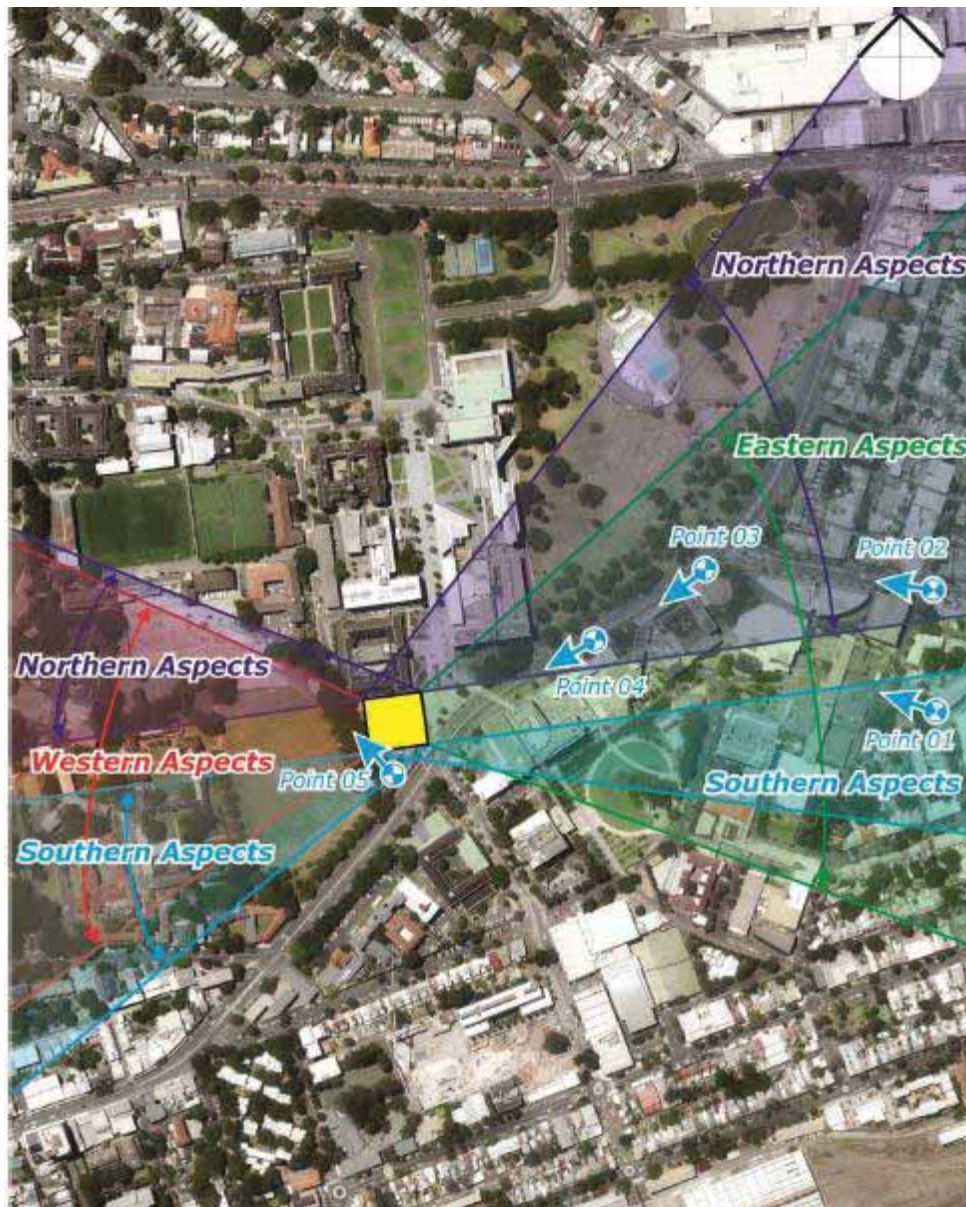 Northern Aspects
Eastern Aspects
Point 03
Point 02
Northern Aspects
Point 04
Point 01
Western Aspects
Point 05
Southern Aspects
Southern Aspects